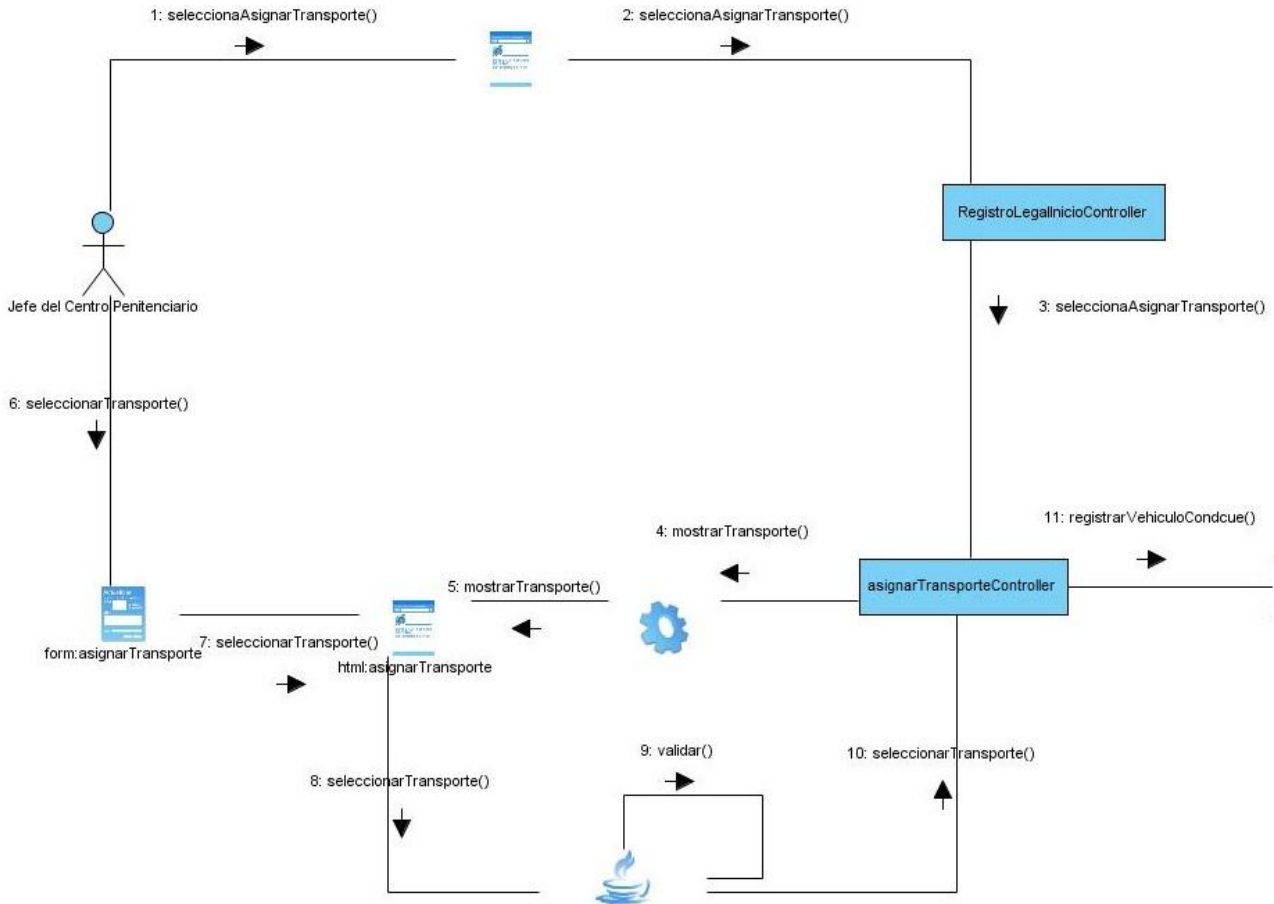 1: seleccionaAsignarTransporte()
2: seleccionaAsignarTransporte()
RegistroLegalInicioController
Jefe del Centro Penitenciario
3: seleccionaAsignarTransporte()
6: seleccionarTransporte()
11: registrarVehiculoCondcue()
4: mostrarTransporte()
asignarTransporteController
5: mostrarTransporte()
7: seleccionarTransporte()
form:asignarTransporte
html:asignarTransporte
9: validar()
10: seleccionarTransporte()
8: seleccionarTransporte()